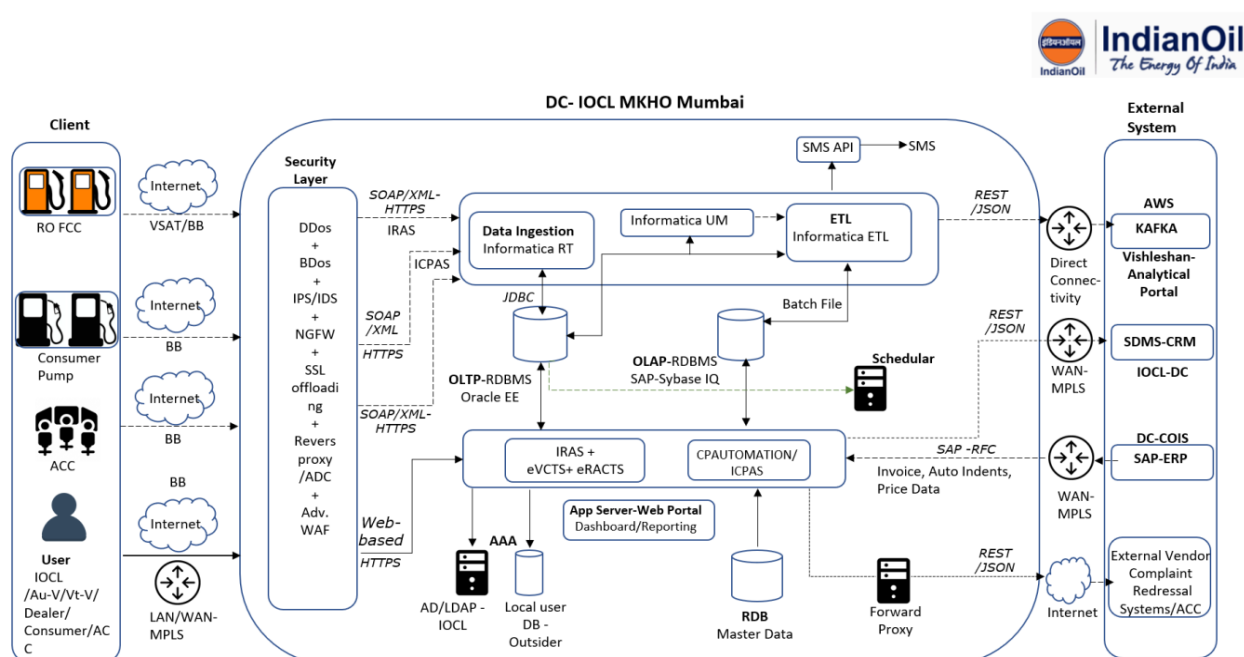 इंडियनऑयल
IndianOil
IndianOil
The Energy Of India
DC- IOCL MKHO Mumbai
Client
External
System
RO FCC
Internet
VSAT/BB
Consumer
Pump
Internet
BB
ACC
Internet
BB
BB
Internet
User
IOCL
/Au-V/Vt-V/
Dealer/
Consumer/AC
C
LAN/WAN-
MPLS
Security
Layer
DDos
+
BDos
+
IPS/IDS
+
NGFW
+
SSL
offloadi
ng
+
Revers
proxy
/ADC
+
Adv.
WAF
SOAP/XML-
HTTPS
IRAS
ICPAS
SOAP
/XML
HTTPS
SOAP/XML-
HTTPS
Web-
based
HTTPS
Data Ingestion
Informatica RT
Informatica UM
ETL
Informatica ETL
SMS API
SMS
JDBC
Batch File
OLTP-RDBMS
Oracle EE
OLAP-RDBMS
SAP-Sybase IQ
Schedular
IRAS +
eVCTS+ eRACTS
CPAUTOMATION/
ICPAS
App Server-Web Portal
Dashboard/Reporting
AAA
AD/LDAP -
IOCL
Local user
DB -
Outsider
RDB
Master Data
Forward
Proxy
REST
/JSON
Direct
Connec-
tivity
AWS
KAFKA
Vishleshan-
Analytical
Portal
REST
/JSON
WAN-
MPLS
SDMS-CRM
IOCL-DC
SAP -RFC
Invoice, Auto Indents,
Price Data
WAN-
MPLS
DC-COIS
SAP-ERP
REST
/JSON
Internet
External Vendor
Complaint
Redressal
Systems/ACC